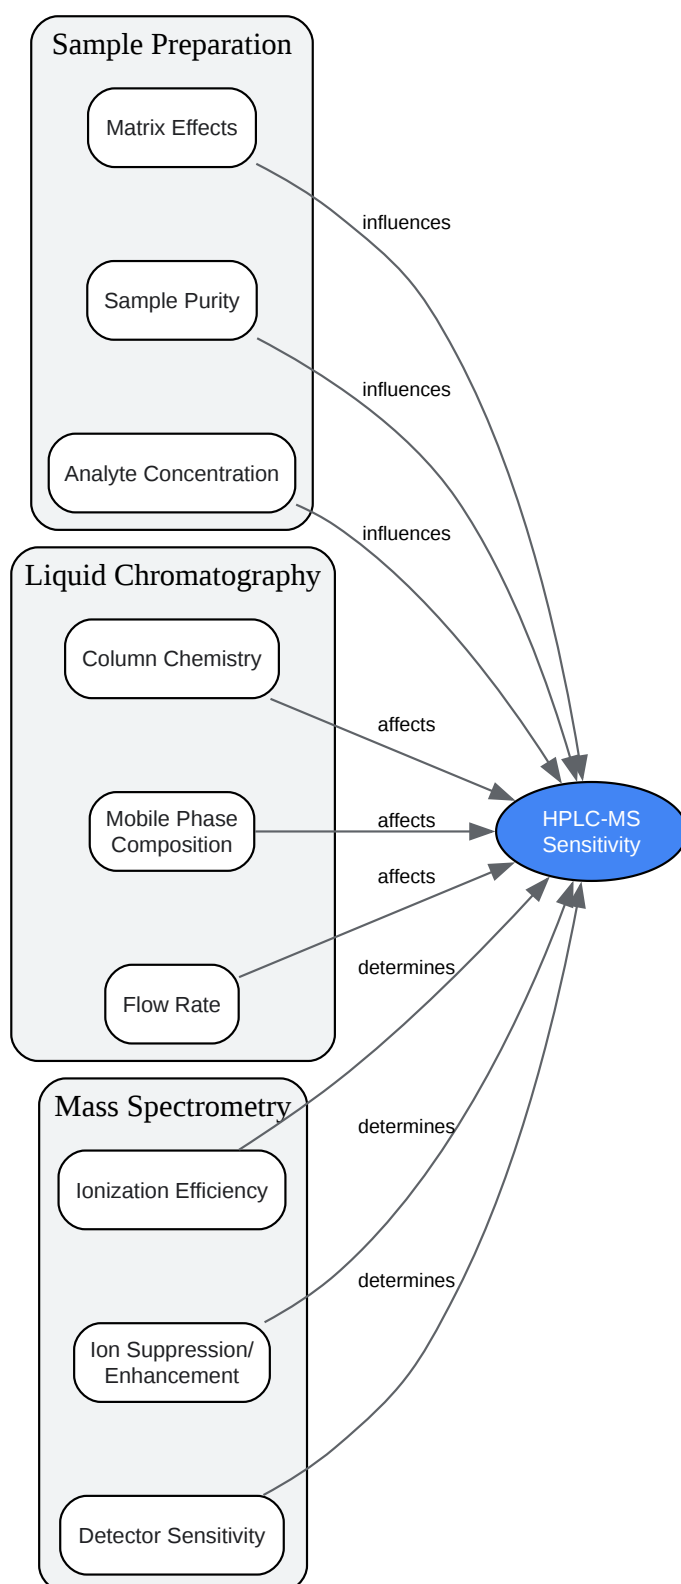 Sample Preparation
Matrix Effects
influences
Sample Purity
influences
Analyte Concentration
influences
Liquid Chromatography
Column Chemistry
affects
Mobile Phase
Composition
affects
HPLC-MS
Sensitivity
affects
Flow Rate
determines
Mass Spectrometry
Ionization Efficiency
determines
Ion Suppression/
Enhancement
determines
Detector Sensitivity